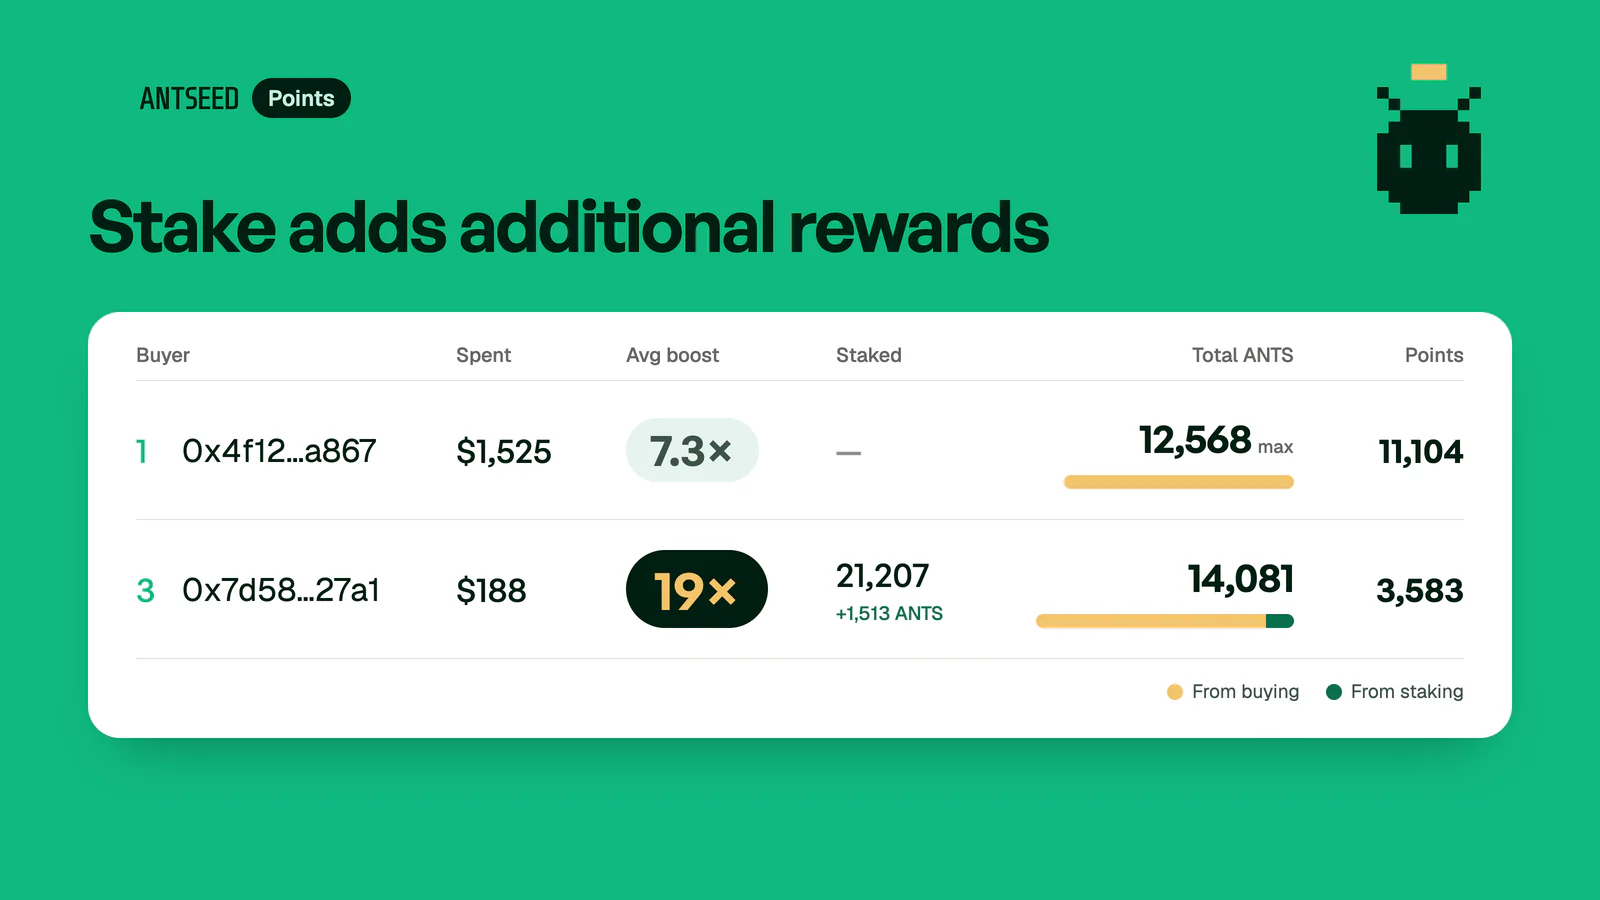 ANTSEED Points
Stake adds additional rewards
Buyer Spent Avg boost Staked Total ANTS Points
1 0x4f12...a867 $1,525 7.3× — 12,568 max 11,104
3 0x7d58...27a1 $188 19× 21,207 14,081 3,583
+1,513 ANTS
From buying From staking